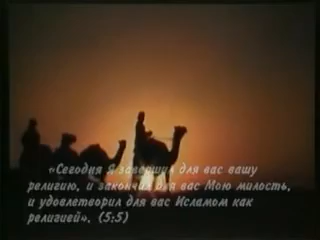 «Сегодня Я завершил для вас вашу
религию, и закончил для вас Мою милость,
и удовлетворил для вас Исламом как
религией». (5:5)